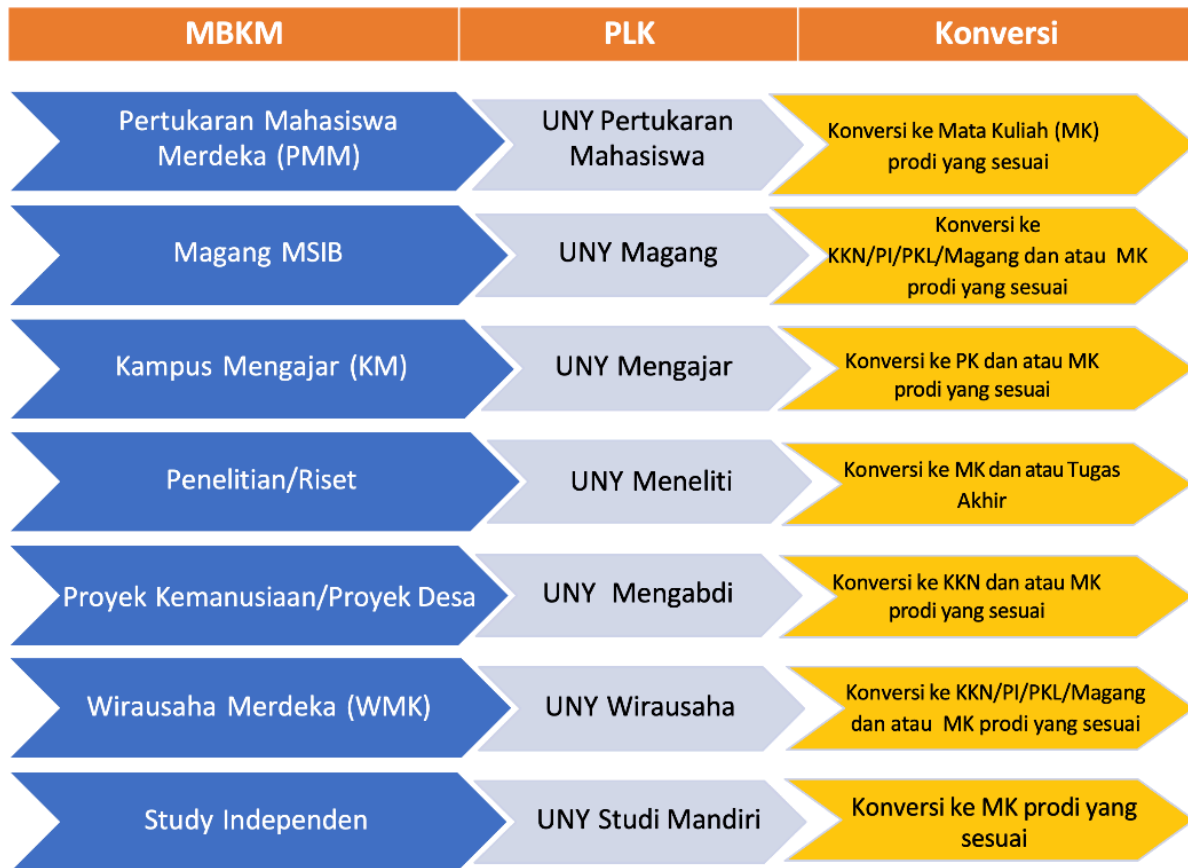 MBKM PLK Konversi
Pertukaran Mahasiswa
Merdeka (PMM)
UNY Pertukaran
Mahasiswa
Konversi ke Mata Kuliah (MK)
prodi yang sesuai
Magang MSIB
UNY Magang
Konversi ke
KKN/PI/PKL/Magang dan atau MK
prodi yang sesuai
Kampus Mengajar (KM)
UNY Mengajar
Konversi ke PK dan atau MK
prodi yang sesuai
Penelitian/Riset
UNY Meneliti
Konversi ke MK dan atau Tugas
Akhir
Proyek Kemanusiaan/Proyek Desa
UNY Mengabdi
Konversi ke KKN dan atau MK
prodi yang sesuai
Wirausaha Merdeka (WMK)
UNY Wirausaha
Konversi ke KKN/PI/PKL/Magang
dan atau MK prodi yang sesuai
Study Independen
UNY Studi Mandiri
Konversi ke MK prodi yang
sesuai